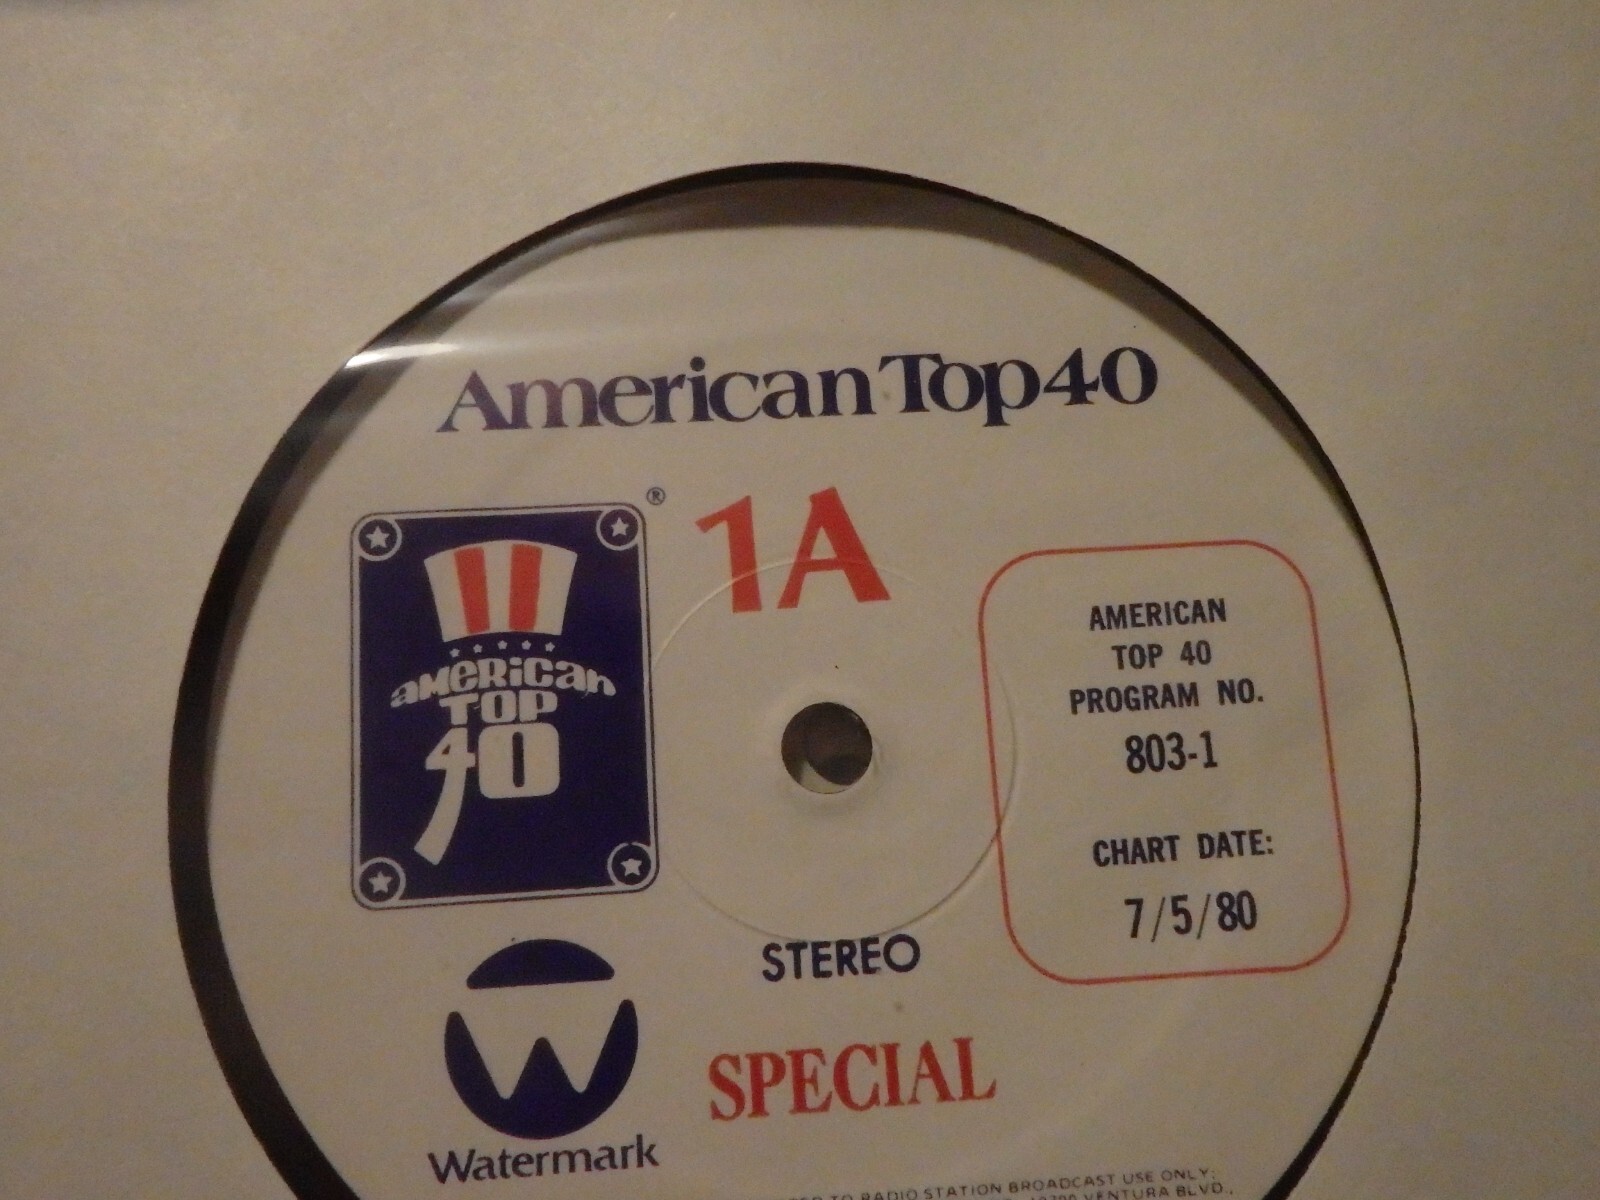 American Top 40
®
1A
AMERICAN
TOP 40
PROGRAM NO.
803-1
CHART DATE:
7/5/80
AMERICAN
TOP
40
STEREO
SPECIAL
Watermark
TO RADIO STATION BROADCAST USE ONLY;
VENTURA BLVD.,